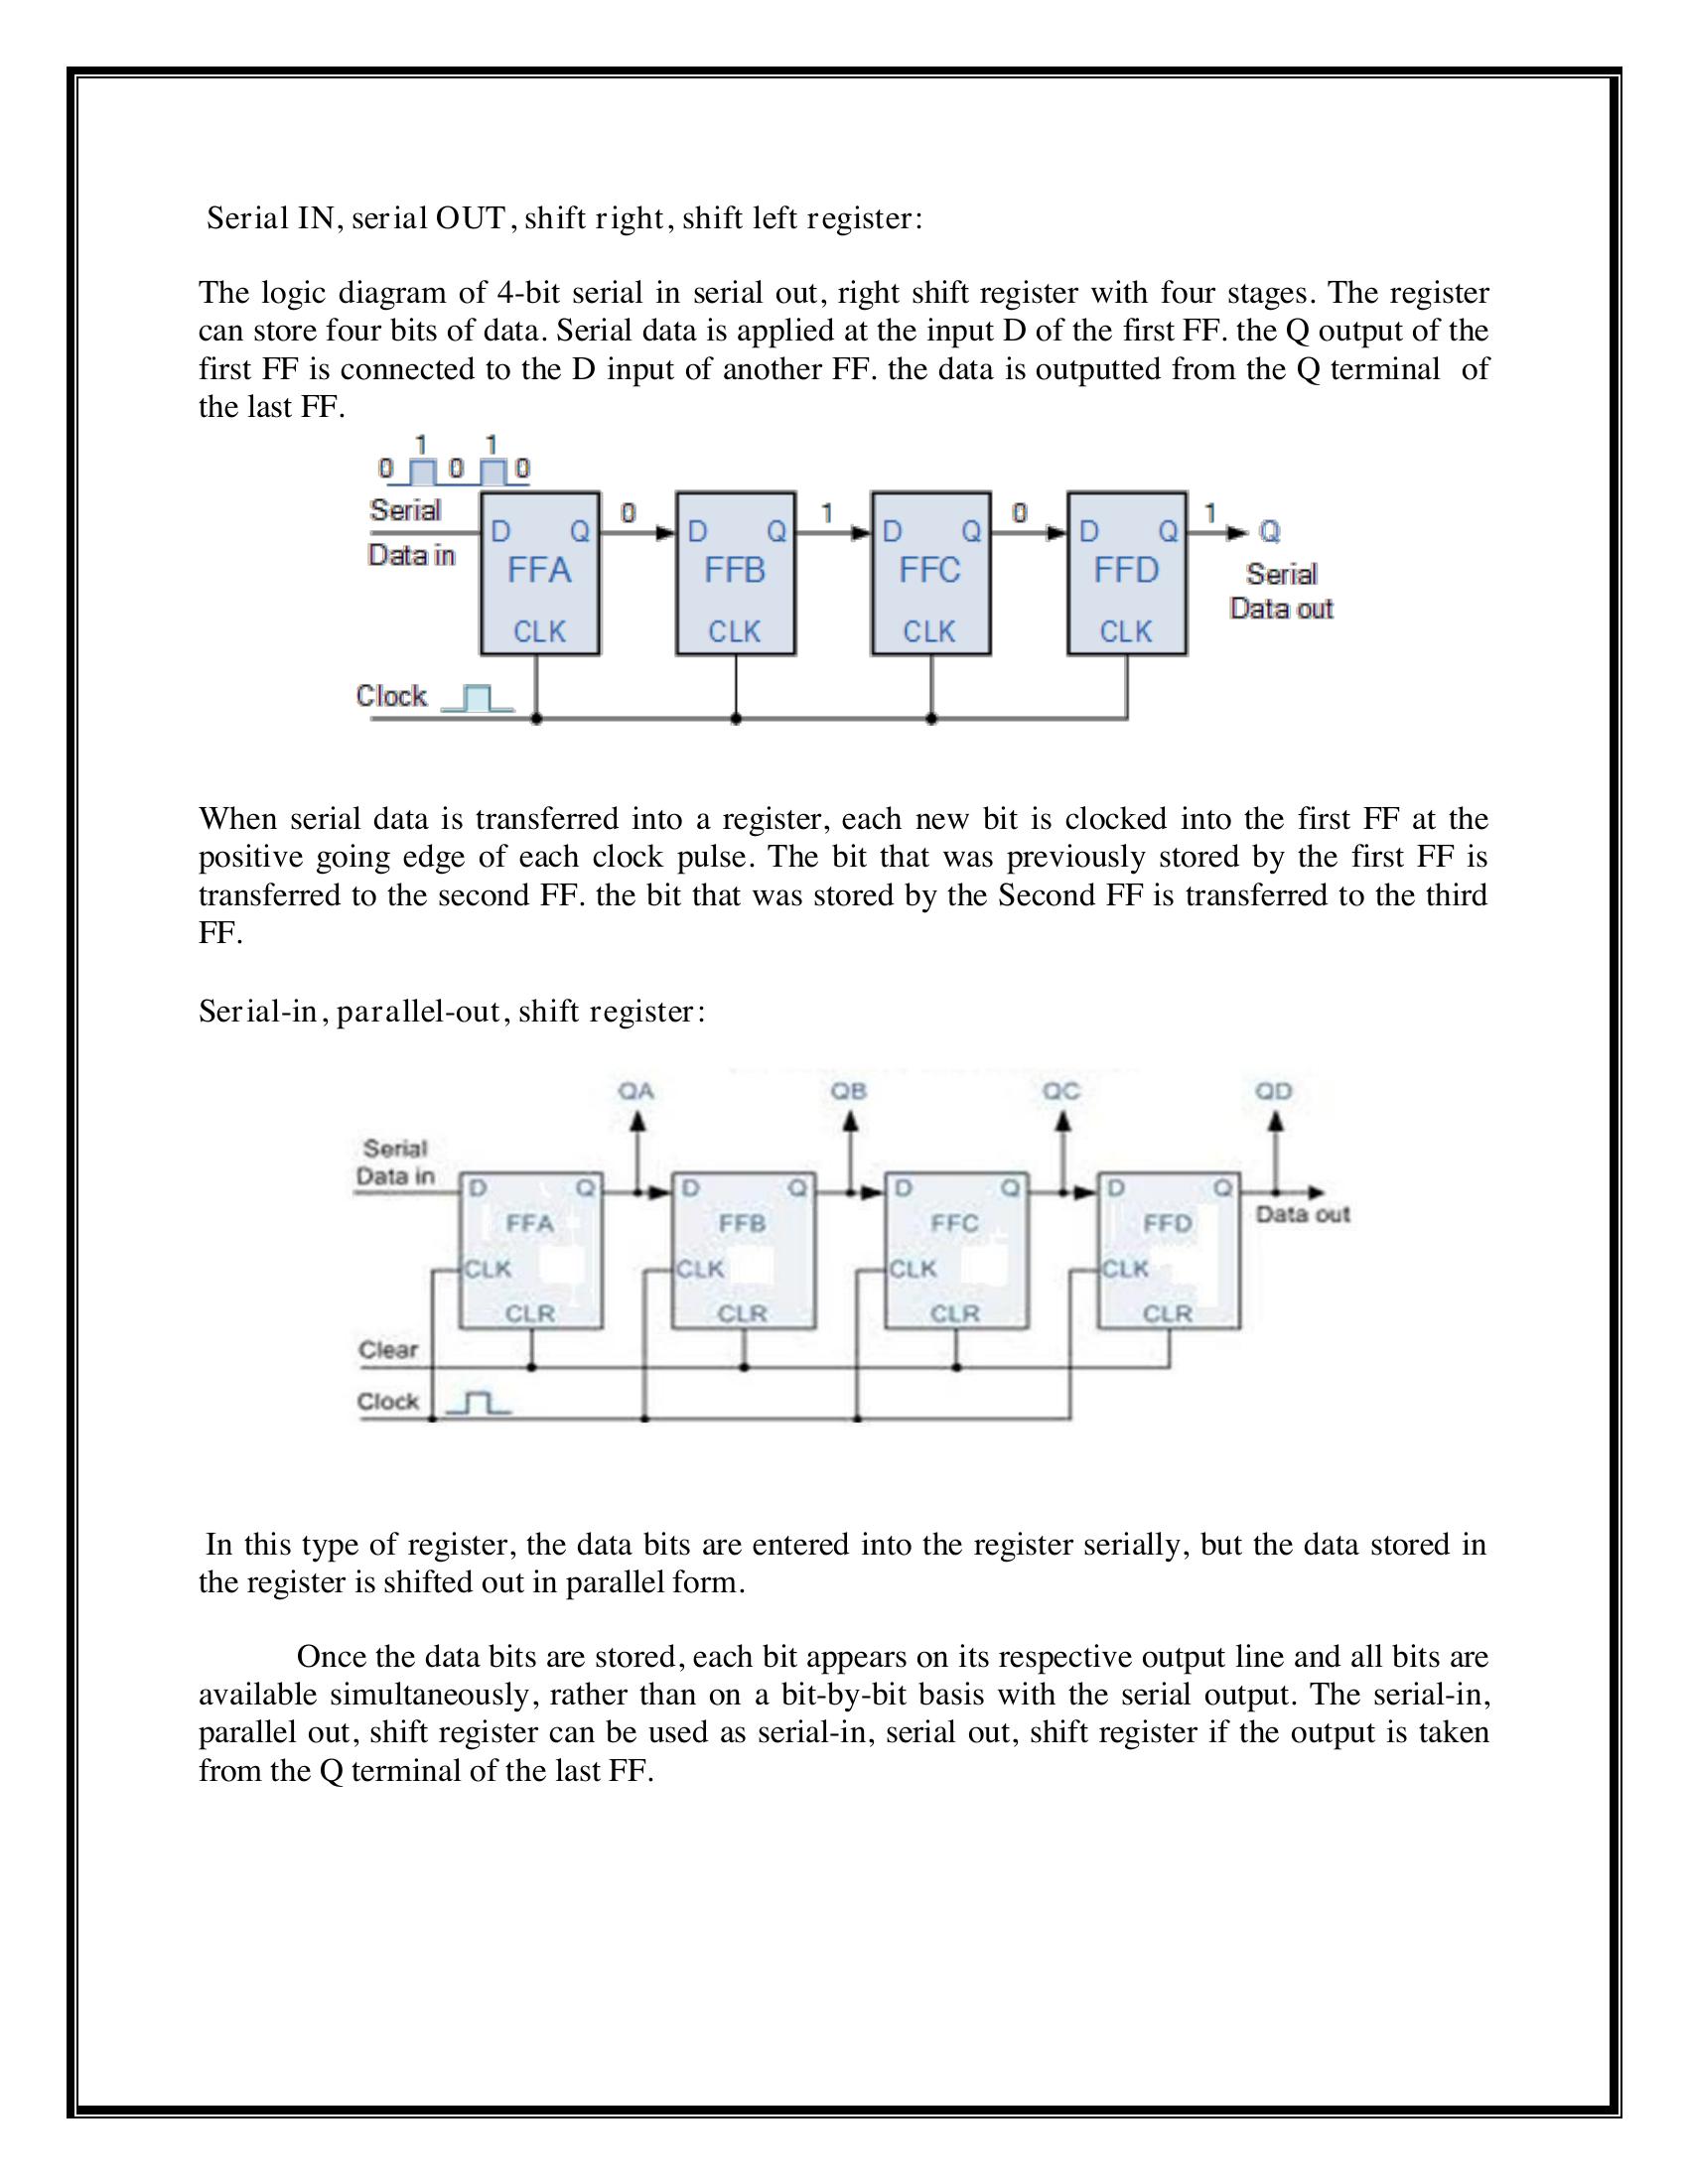 Serial IN, serial OUT, shift right, shift left register:
The logic diagram of 4-bit serial in serial out, right shift register with four stages. The register
can store four bits of data. Serial data is applied at the input D of the first FF. the Q output of the
first FF is connected to the D input of another FF. the data is outputted from the Q terminal of
the last FF.
1 1
0 0 0
Serial
Data in
D Q 0 D Q 1 D Q 0 D Q 1 Q
FFA FFB FFC FFD
Serial
Data out
CLK CLK CLK CLK
Clock
When serial data is transferred into a register, each new bit is clocked into the first FF at the
positive going edge of each clock pulse. The bit that was previously stored by the first FF is
transferred to the second FF. the bit that was stored by the Second FF is transferred to the third
FF.
Serial-in, parallel-out, shift register:
QA QB QC QD
Serial
Data in
D Q D Q D Q D Q
Data out
FFA FFB FFC FFD
CLK CLK CLK CLK
CLR CLR CLR CLR
Clear
Clock
In this type of register, the data bits are entered into the register serially, but the data stored in
the register is shifted out in parallel form.
Once the data bits are stored, each bit appears on its respective output line and all bits are
available simultaneously, rather than on a bit-by-bit basis with the serial output. The serial-in,
parallel out, shift register can be used as serial-in, serial out, shift register if the output is taken
from the Q terminal of the last FF.